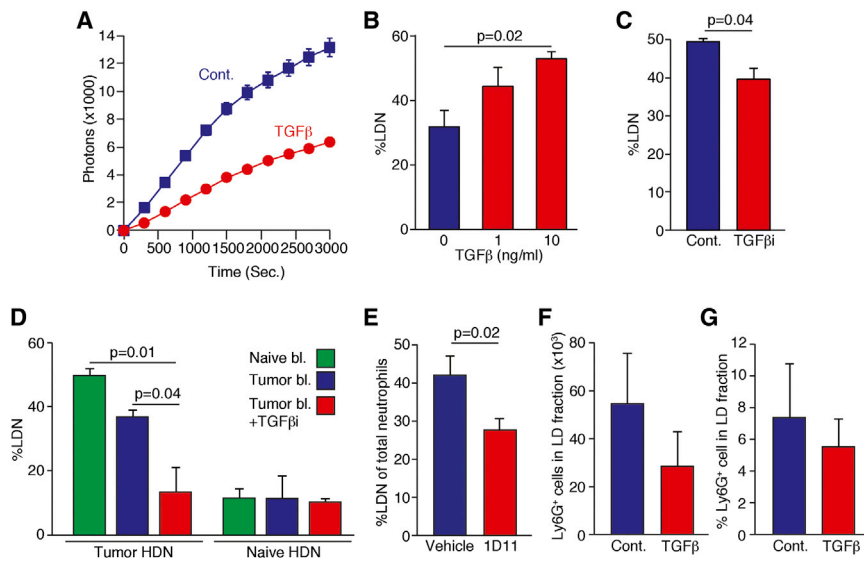 A
14
12
10
8
6
4
2
0
Photons (x1000)
Cont.
TGFβ
0 500 1000 1500 2000 2500 3000
Time (Sec.)
B
60
40
20
0
%LDN
p=0.02
0 1 10
TGFβ (ng/ml)
C
50
40
30
20
10
0
%LDN
p=0.04
Cont. TGFβi
D
60
40
20
0
%LDN
p=0.01
p=0.04
Naive bl.
Tumor bl.
Tumor bl.
+TGFβi
Tumor HDN Naive HDN
E
50
40
30
20
10
0
%LDN of total neutrophils
p=0.02
Vehicle 1D11
F
80
60
40
20
0
Ly6G⁺ cells in LD fraction (x10³)
Cont. TGFβ
G
12
10
8
6
4
2
0
% Ly6G⁺ cell in LD fraction
Cont. TGFβ